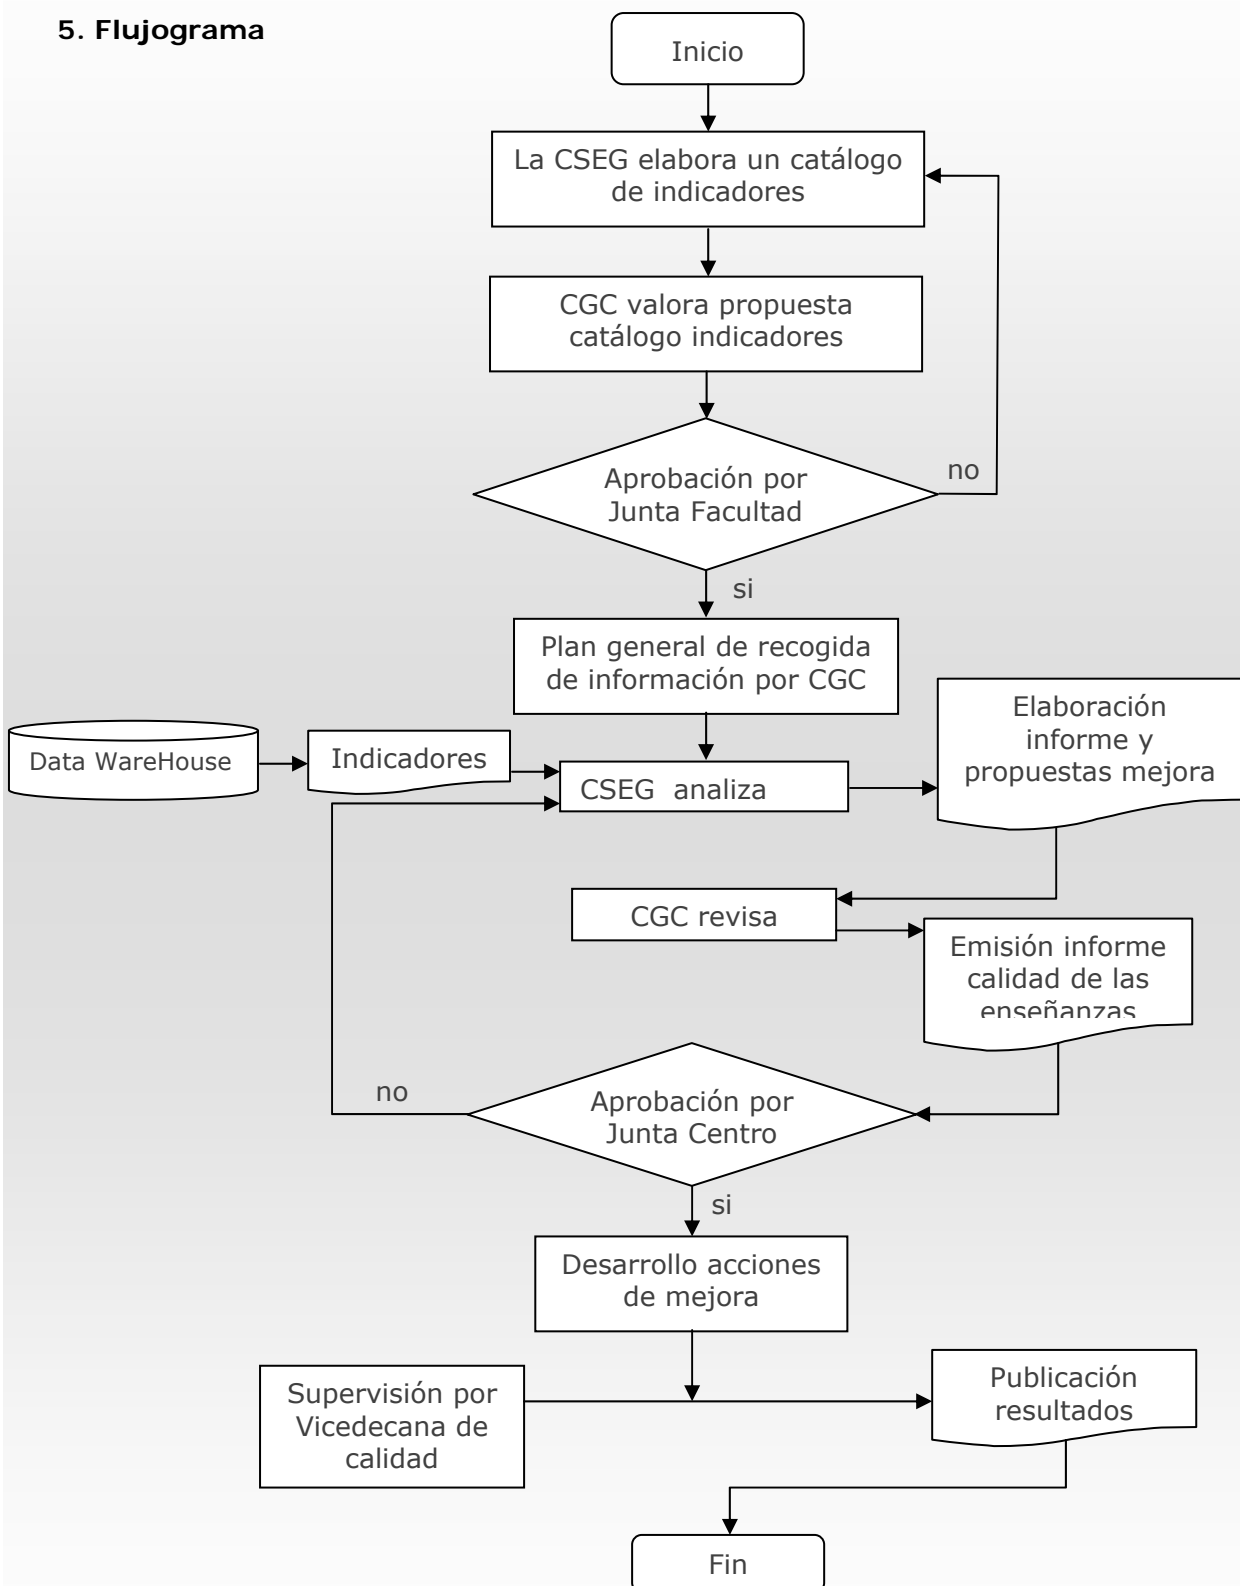 5. Flujograma
Inicio
La CSEG elabora un catálogo
de indicadores
CGC valora propuesta
catálogo indicadores
Aprobación por
Junta Facultad
no
si
Plan general de recogida
de información por CGC
Data WareHouse
Indicadores
CSEG analiza
Elaboración
informe y
propuestas mejora
CGC revisa
Emisión informe
calidad de las
enseñanzas
Aprobación por
Junta Centro
no
si
Desarrollo acciones
de mejora
Supervisión por
Vicedecana de
calidad
Publicación
resultados
Fin